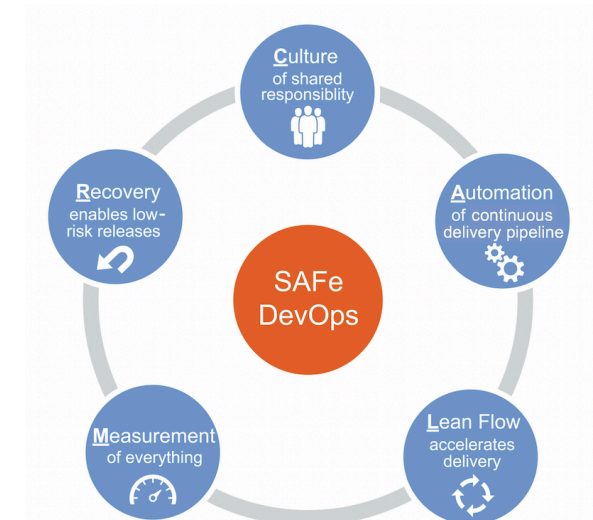 Culture
of shared
responsiblity
Automation
of continuous
delivery pipeline
Lean Flow
accelerates
delivery
Measurement
of everything
Recovery
enables low-
risk releases
SAFe
DevOps